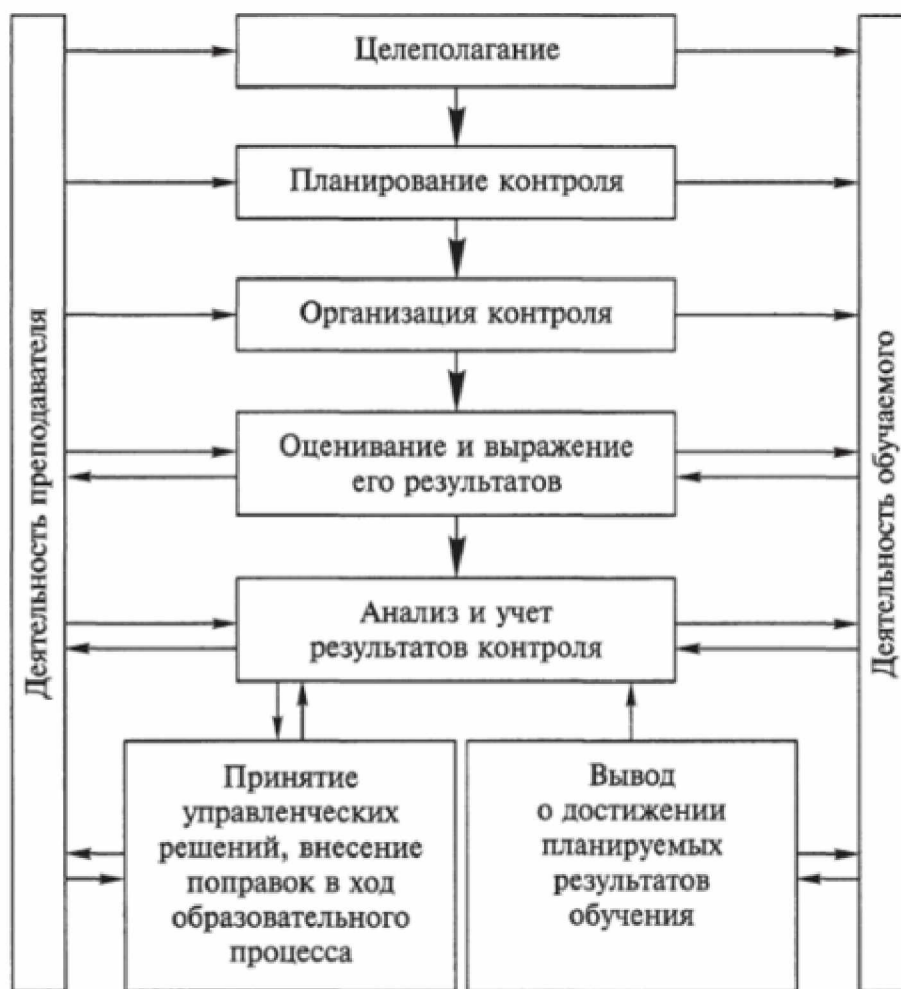 Деятельность преподавателя
Целеполагание
Планирование контроля
Организация контроля
Оценивание и выражение
его результатов
Анализ и учет
результатов контроля
Принятие
управленческих
решений, внесение
поправок в ход
образовательного
процесса
Вывод
о достижении
планируемых
результатов
обучения
Деятельность обучаемого